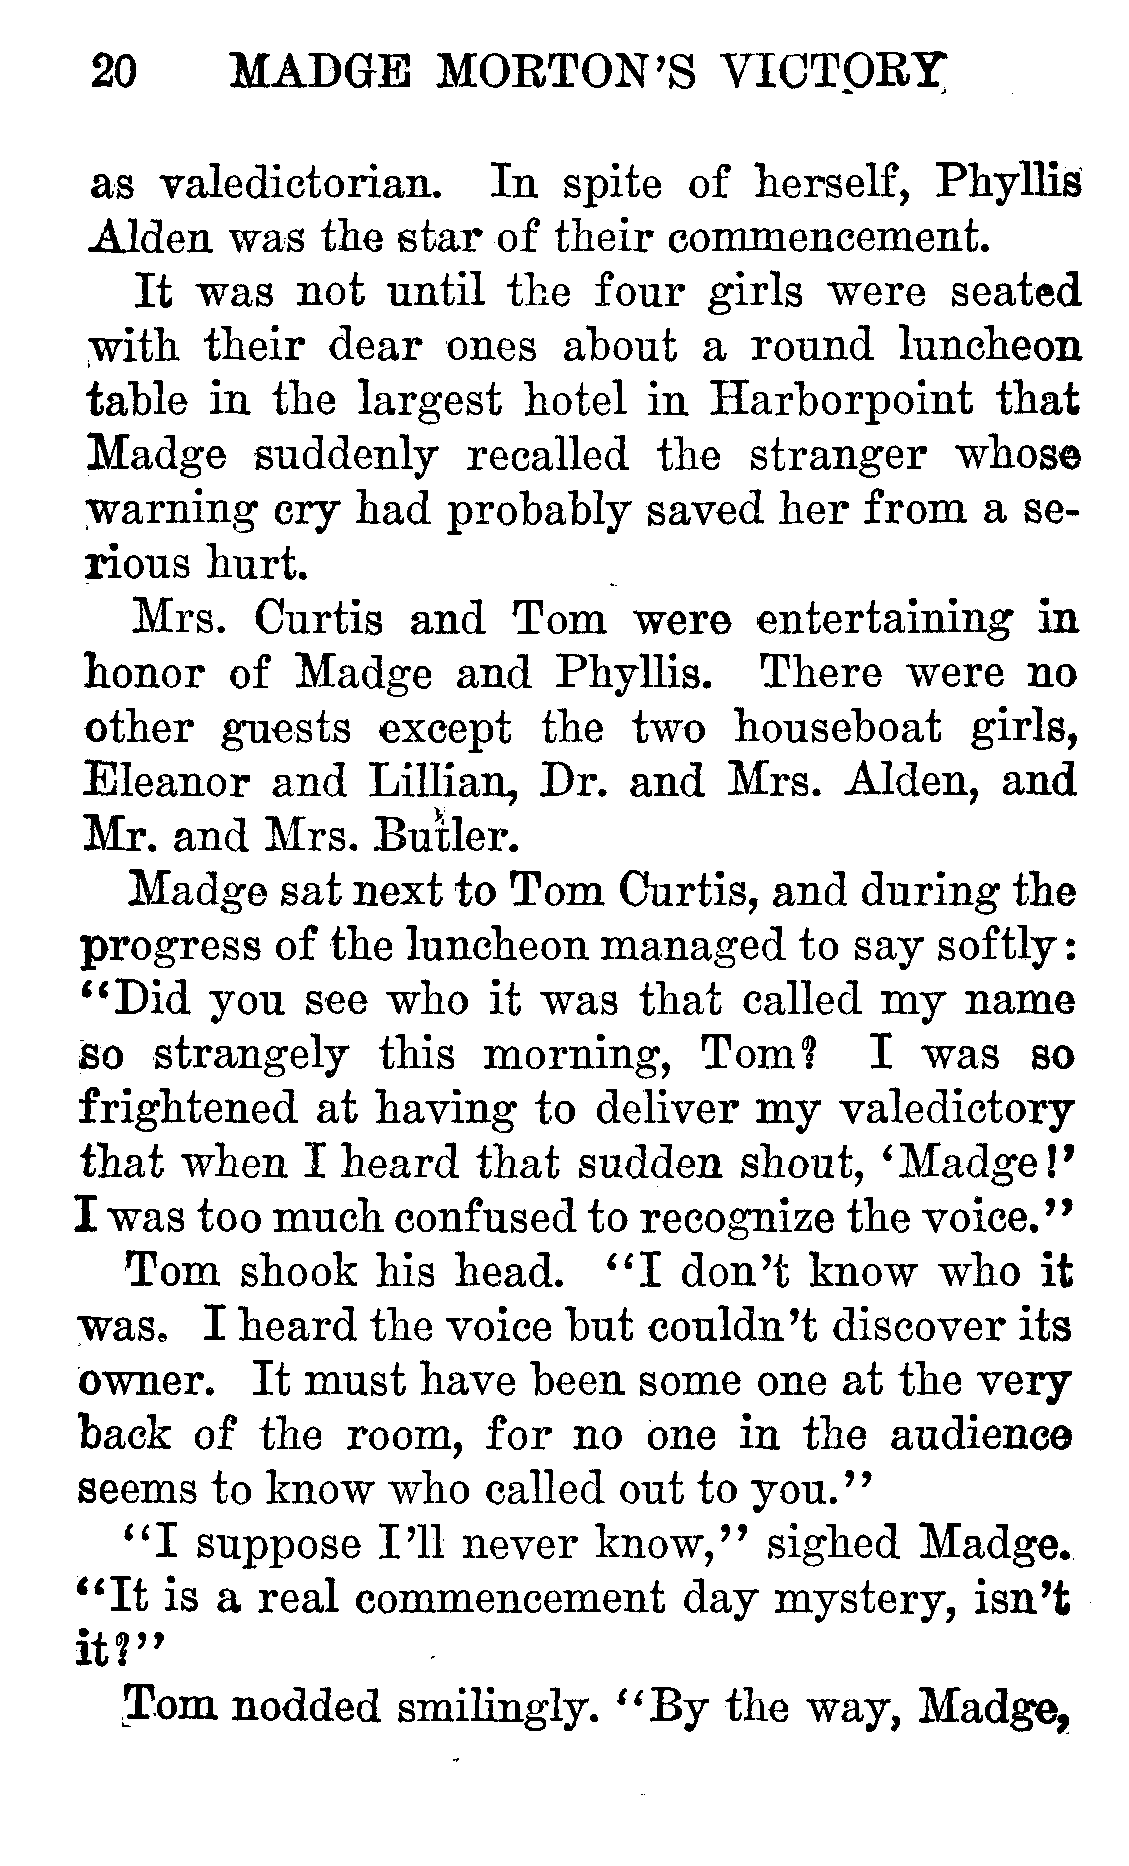 20 MADGE MORTON'S VICTORY
as valedictorian. In spite of herself, Phyllis
Alden was the star of their commencement.
It was not until the four girls were seated
with their dear ones about a round luncheon
table in the largest hotel in Harborpoint that
Madge suddenly recalled the stranger whose
warning cry had probably saved her from a se-
rious hurt.
Mrs. Curtis and Tom were entertaining in
honor of Madge and Phyllis. There were no
other guests except the two houseboat girls,
Eleanor and Lillian, Dr. and Mrs. Alden, and
Mr. and Mrs. Butler.
Madge sat next to Tom Curtis, and during the
progress of the luncheon managed to say softly:
"Did you see who it was that called my name
so strangely this morning, Tom? I was so
frightened at having to deliver my valedictory
that when I heard that sudden shout, 'Madge!'
I was too much confused to recognize the voice."
Tom shook his head. "I don't know who it
was. I heard the voice but couldn't discover its
owner. It must have been some one at the very
back of the room, for no one in the audience
seems to know who called out to you."
"I suppose I'll never know," sighed Madge.
"It is a real commencement day mystery, isn't
it?"
Tom nodded smilingly. "By the way, Madge,